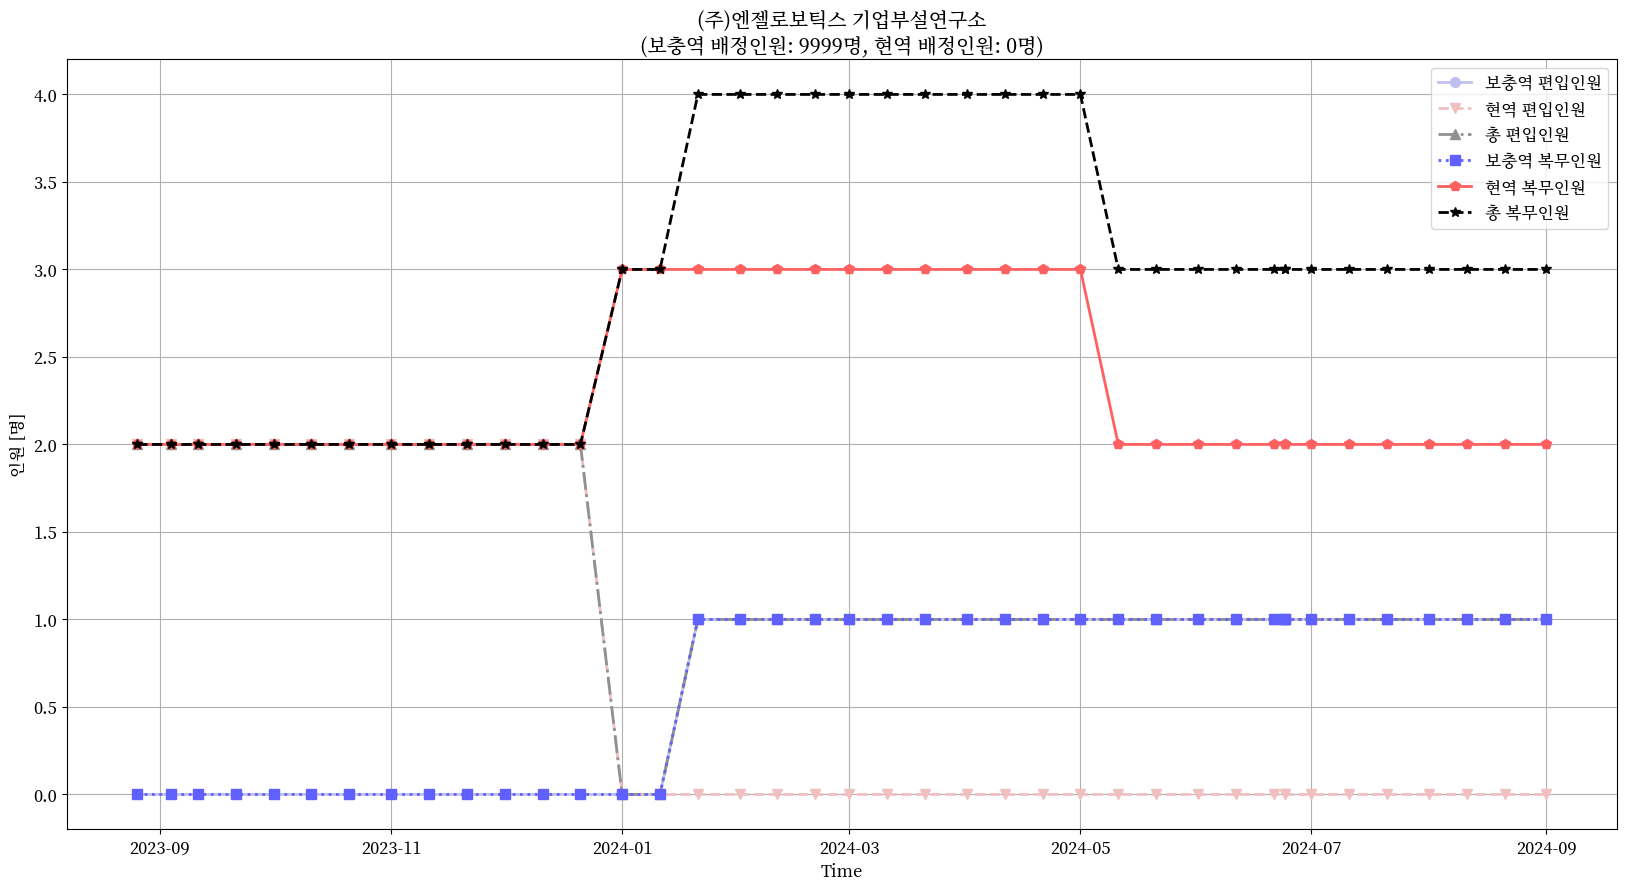 (주)엔젤로보틱스 기업부설연구소
(보충역 배정인원: 9999명, 현역 배정인원: 0명)
보충역 편입인원
현역 편입인원
총 편입인원
보충역 복무인원
현역 복무인원
총 복무인원
인원 [명]
4.0
3.5
3.0
2.5
2.0
1.5
1.0
0.5
0.0
2023-09
2023-11
2024-01
2024-03
2024-05
2024-07
2024-09
Time